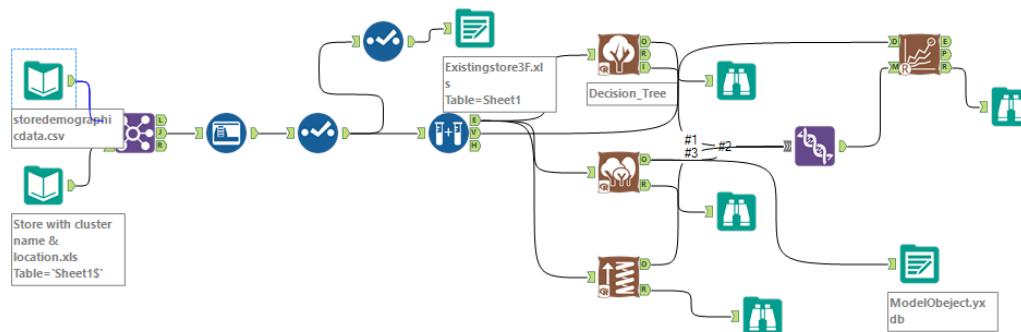 storedemographi
cdata.csv
L
J
R
Store with cluster
name &
location.xls
Table=`Sheet1$`
Existingstore3F.xl
s
Table=Sheet1
E
V
H
O
R
I
R
Decision_Tree
O
R
R
O
R
R
#1
#2
#3
D
M
E
P
R
R
ModelObeject.yx
db